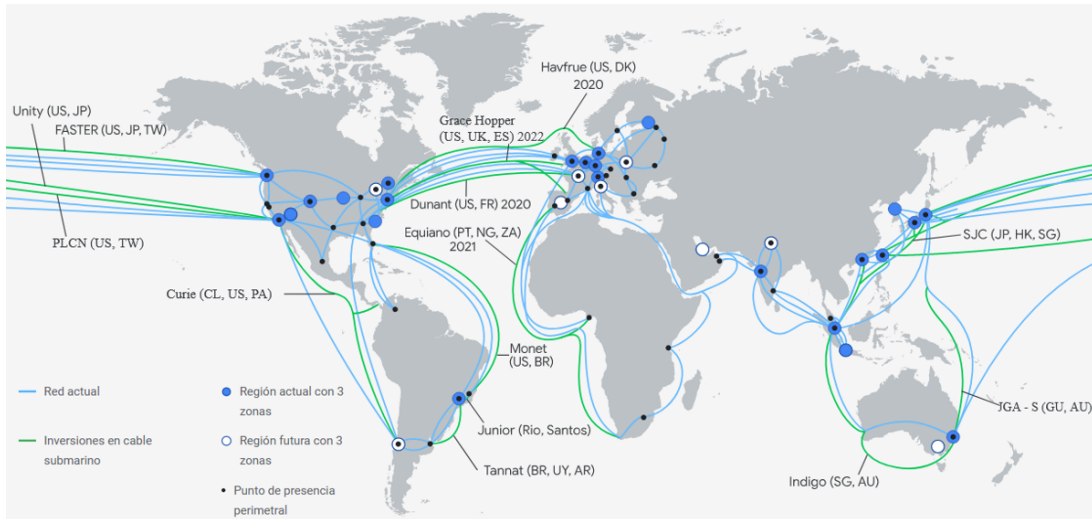 Havfrue (US, DK)
2020
Unity (US, JP)
FASTER (US, JP, TW)
Grace Hopper
(US, UK, ES) 2022
Dunant (US, FR) 2020
Equiano (PT, NG, ZA)
2021
PLCN (US, TW)
SJC (JP, HK, SG)
Curie (CL, US, PA)
Monet
(US, BR)
Junior (Rio, Santos)
Tannat (BR, UY, AR)
JGA - S (GU, AU)
Indigo (SG, AU)
Red actual
Inversiones en cable
submarino
Región actual con 3
zonas
Región futura con 3
zonas
Punto de presencia
perimetral